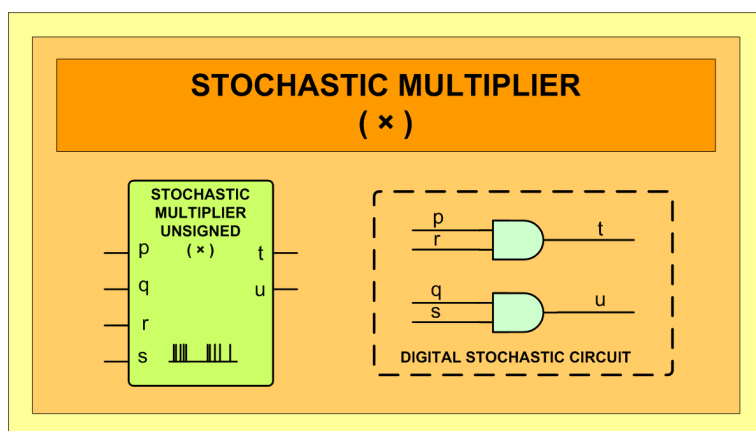 STOCHASTIC MULTIPLIER
( × )
STOCHASTIC
MULTIPLIER
UNSIGNED
( × )
p
t
q
u
r
s
p
r
t
q
s
u
DIGITAL STOCHASTIC CIRCUIT